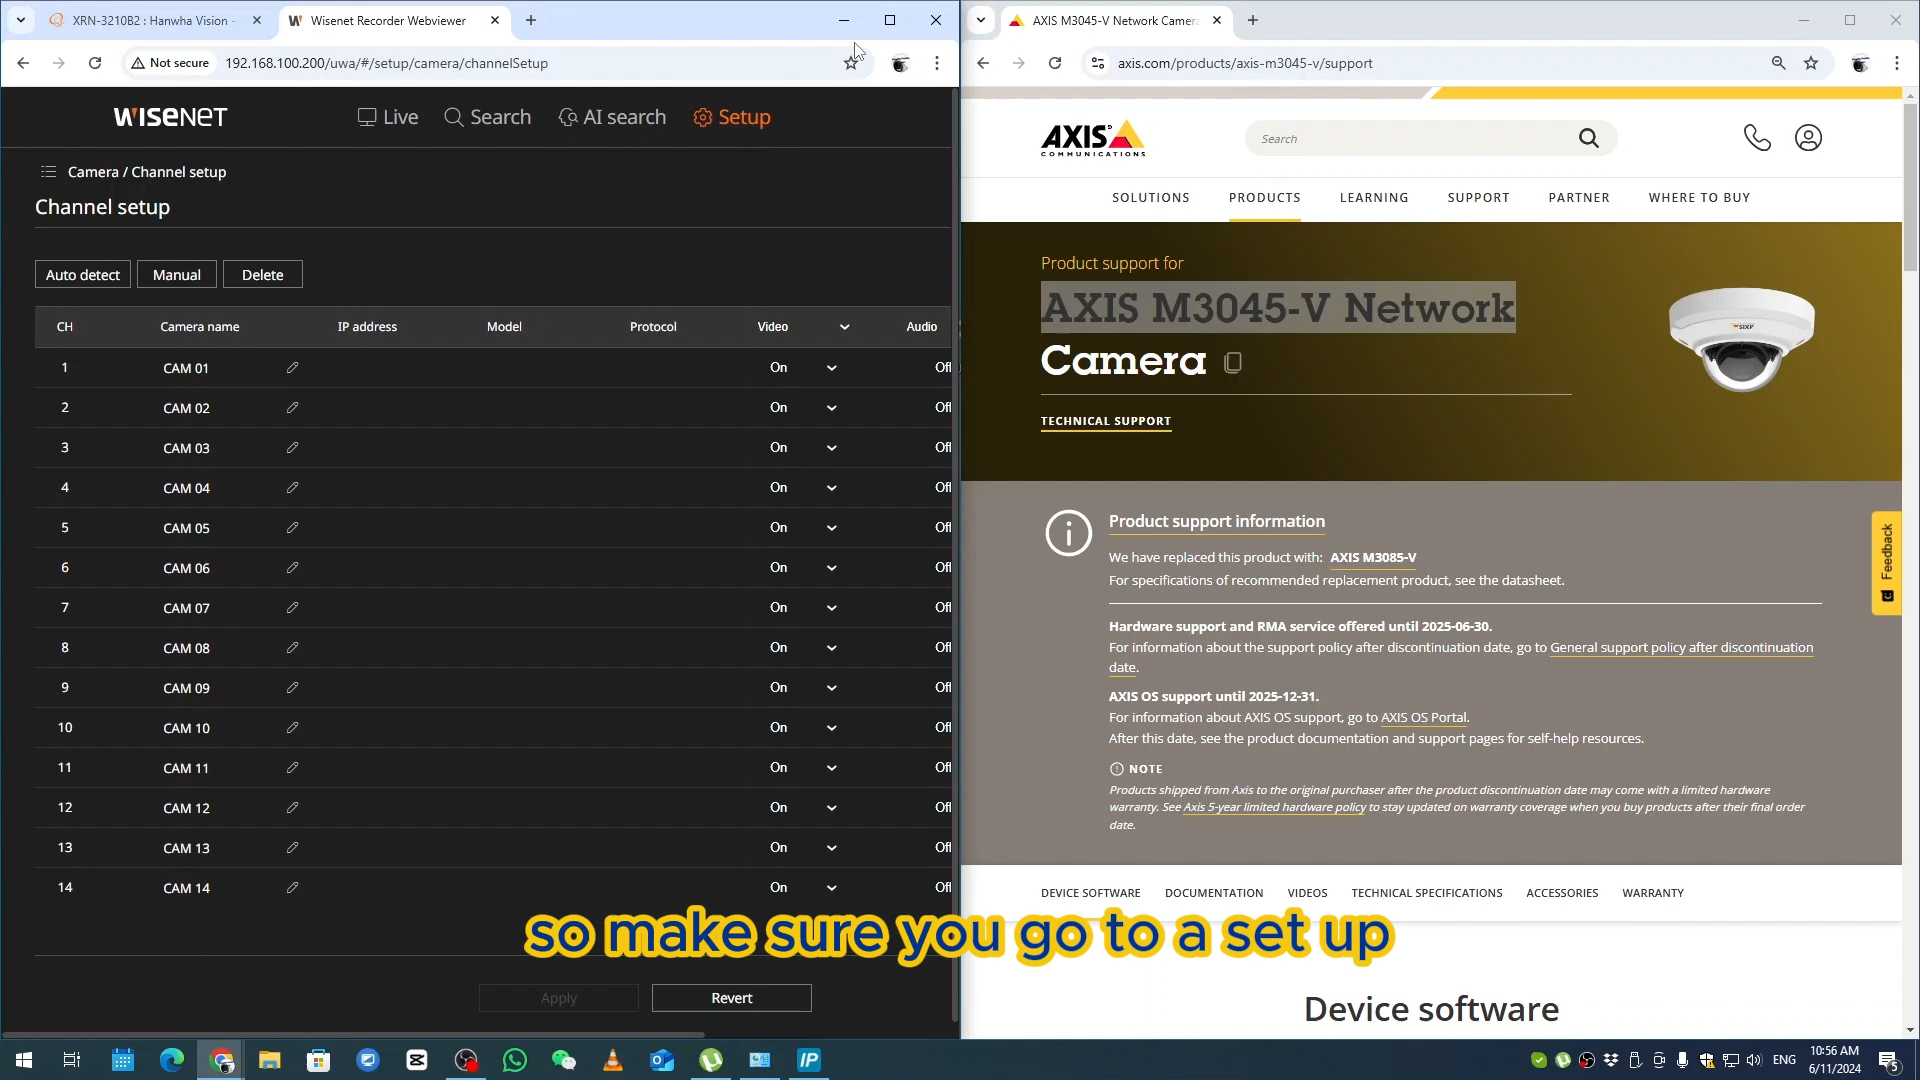 XRN-3210B2 : Hanwha Vision -
Wisenet Recorder Webviewer
Not secure
192.168.100.200/uwa/#/setup/camera/channelSetup
WISENET
Live
Search
AI search
Setup
Camera / Channel setup
Channel setup
Auto detect
Manual
Delete
CH Camera name IP address Model Protocol Video Audio
1 CAM 01 On Off
2 CAM 02 On Off
3 CAM 03 On Off
4 CAM 04 On Off
5 CAM 05 On Off
6 CAM 06 On Off
7 CAM 07 On Off
8 CAM 08 On Off
9 CAM 09 On Off
10 CAM 10 On Off
11 CAM 11 On Off
12 CAM 12 On Off
13 CAM 13 On Off
14 CAM 14 On Off
Apply
Revert
AXIS M3045-V Network Camera
axis.com/products/axis-m3045-v/support
AXIS
COMMUNICATIONS
Search
SOLUTIONS
PRODUCTS
LEARNING
SUPPORT
PARTNER
WHERE TO BUY
Product support for
AXIS M3045-V Network
Camera
TECHNICAL SUPPORT
AXIS
Product support information
We have replaced this product with: AXIS M3085-V
For specifications of recommended replacement product, see the datasheet.
Hardware support and RMA service offered until 2025-06-30.
For information about the support policy after discontinuation date, go to General support policy after discontinuation
date.
AXIS OS support until 2025-12-31.
For information about AXIS OS support, go to AXIS OS Portal.
After this date, see the product documentation and support pages for self-help resources.
NOTE
Products shipped from Axis to the original purchaser after the product discontinuation date may come with a limited hardware
warranty. See Axis 5-year limited hardware policy to stay updated on warranty coverage when you buy products after their final order
date.
Feedback
DEVICE SOFTWARE
DOCUMENTATION
VIDEOS
TECHNICAL SPECIFICATIONS
ACCESSORIES
WARRANTY
so make sure you go to a set up
Device software
IP
ENG
10:56 AM
6/11/2024
5